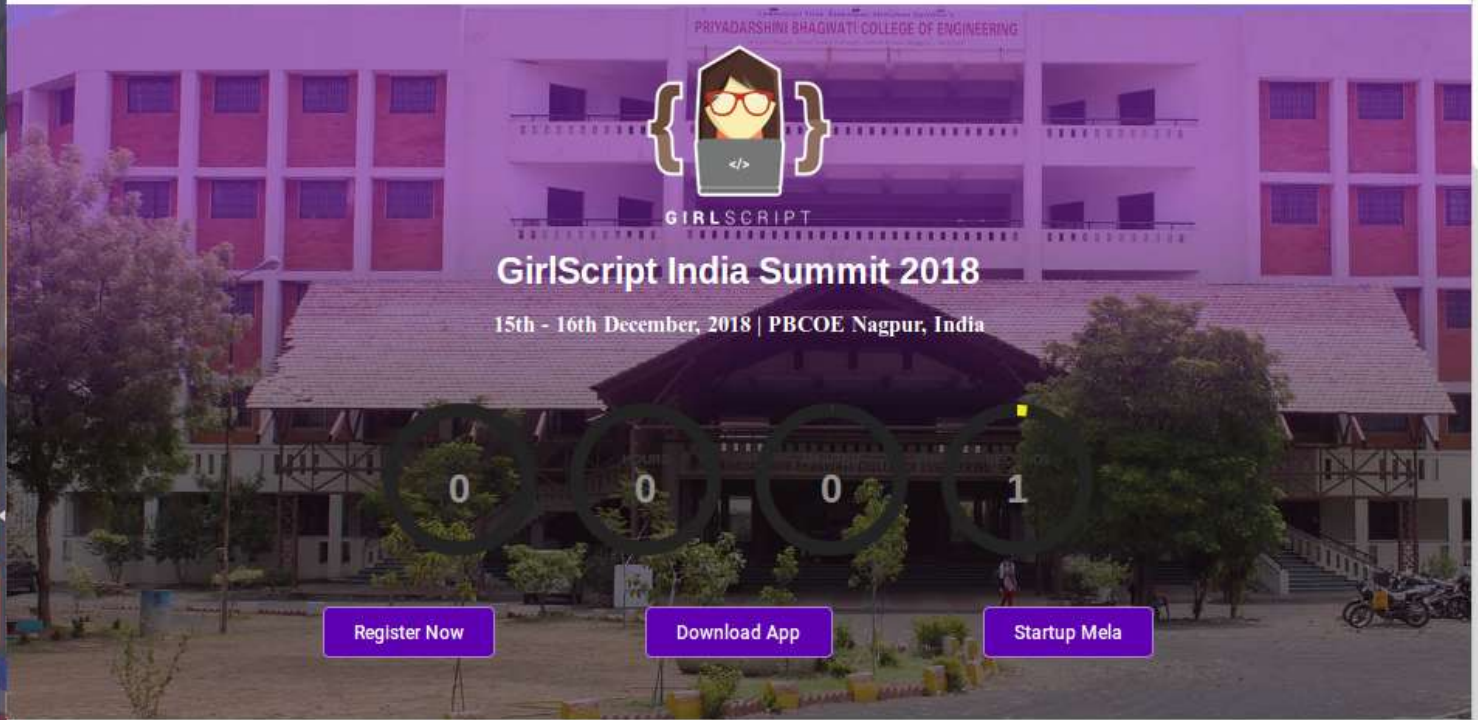 PRIYADARSHINI BHAGWATI COLLEGE OF ENGINEERING
</>
GIRLSCRIPT
GirlScript India Summit 2018
15th - 16th December, 2018 | PBCOE Nagpur, India
0 0 0 1
Register Now Download App Startup Mela